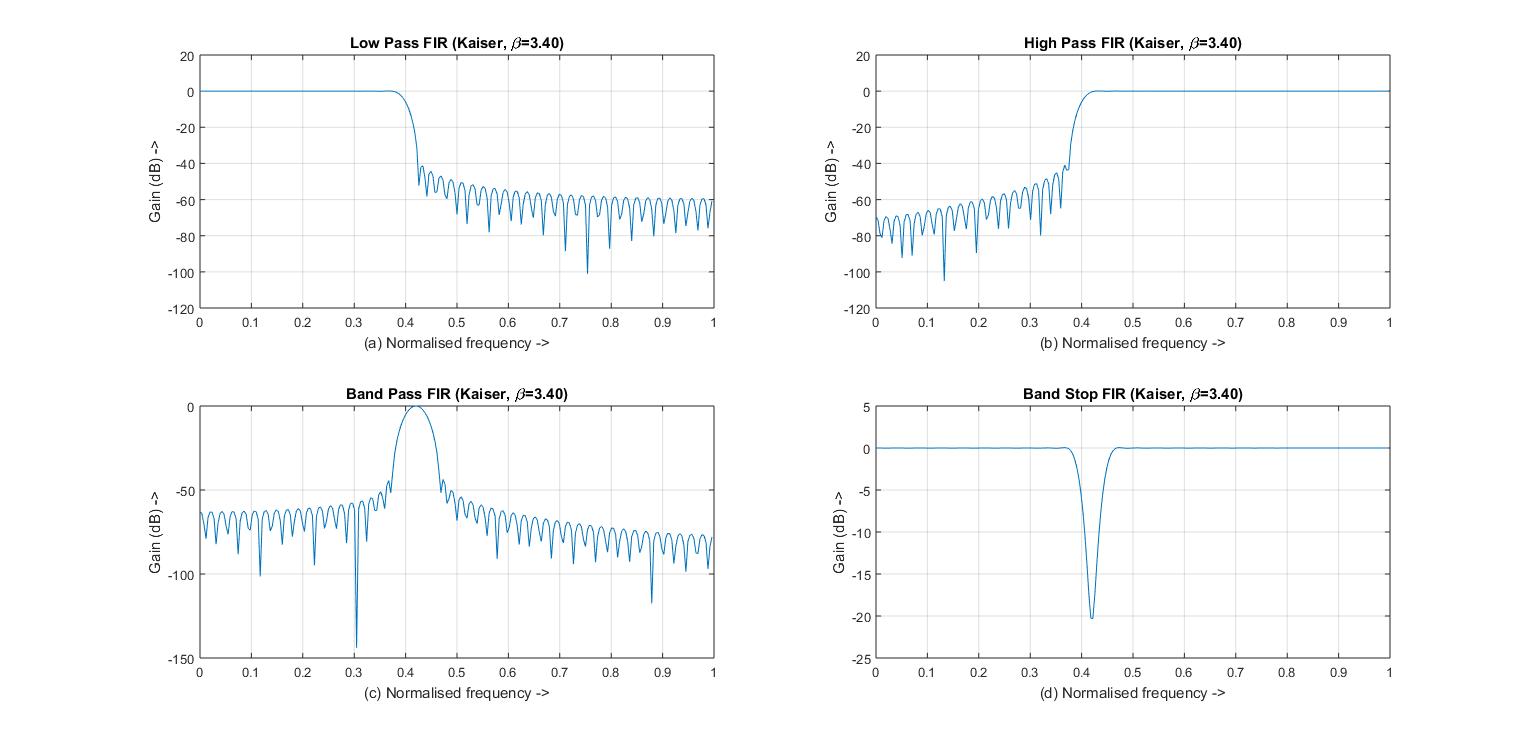 Low Pass FIR (Kaiser, β=3.40)
20
0
-20
-40
-60
-80
-100
-120
Gain (dB) ->
0 0.1 0.2 0.3 0.4 0.5 0.6 0.7 0.8 0.9 1
(a) Normalised frequency ->
High Pass FIR (Kaiser, β=3.40)
20
0
-20
-40
-60
-80
-100
-120
Gain (dB) ->
0 0.1 0.2 0.3 0.4 0.5 0.6 0.7 0.8 0.9 1
(b) Normalised frequency ->
Band Pass FIR (Kaiser, β=3.40)
0
-50
-100
-150
Gain (dB) ->
0 0.1 0.2 0.3 0.4 0.5 0.6 0.7 0.8 0.9 1
(c) Normalised frequency ->
Band Stop FIR (Kaiser, β=3.40)
5
0
-5
-10
-15
-20
-25
Gain (dB) ->
0 0.1 0.2 0.3 0.4 0.5 0.6 0.7 0.8 0.9 1
(d) Normalised frequency ->